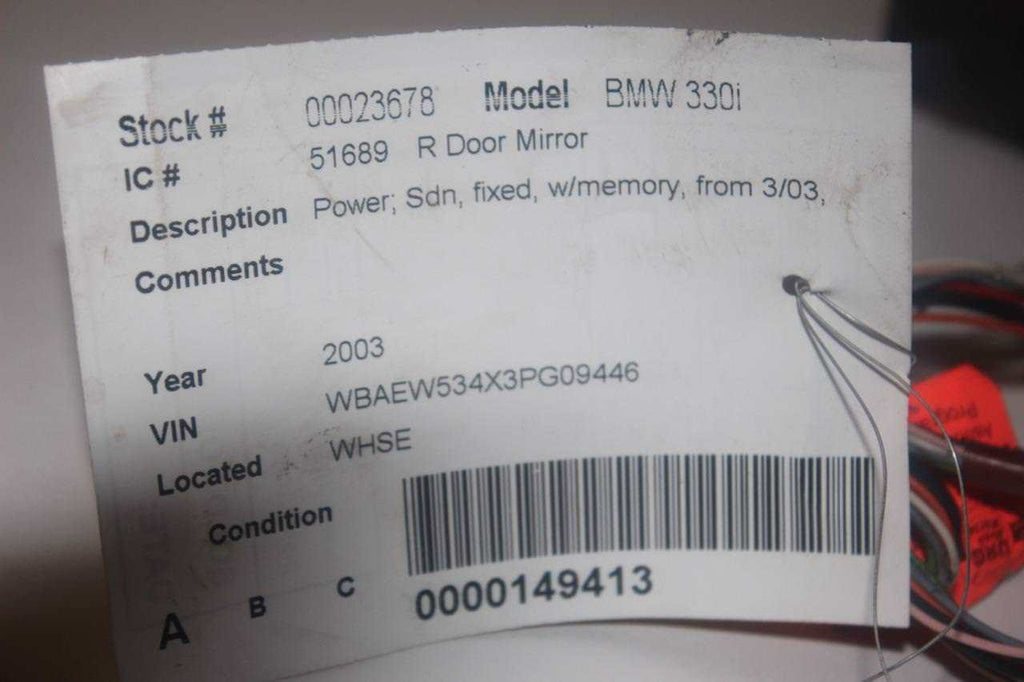 Stock # 00023678 Model BMW 330i
IC # 51689 R Door Mirror
Description Power; Sdn, fixed, w/memory, from 3/03,
Comments
Year 2003
VIN WBAEW534X3PG09446
Located WHSE
Condition
A B C
0000149413